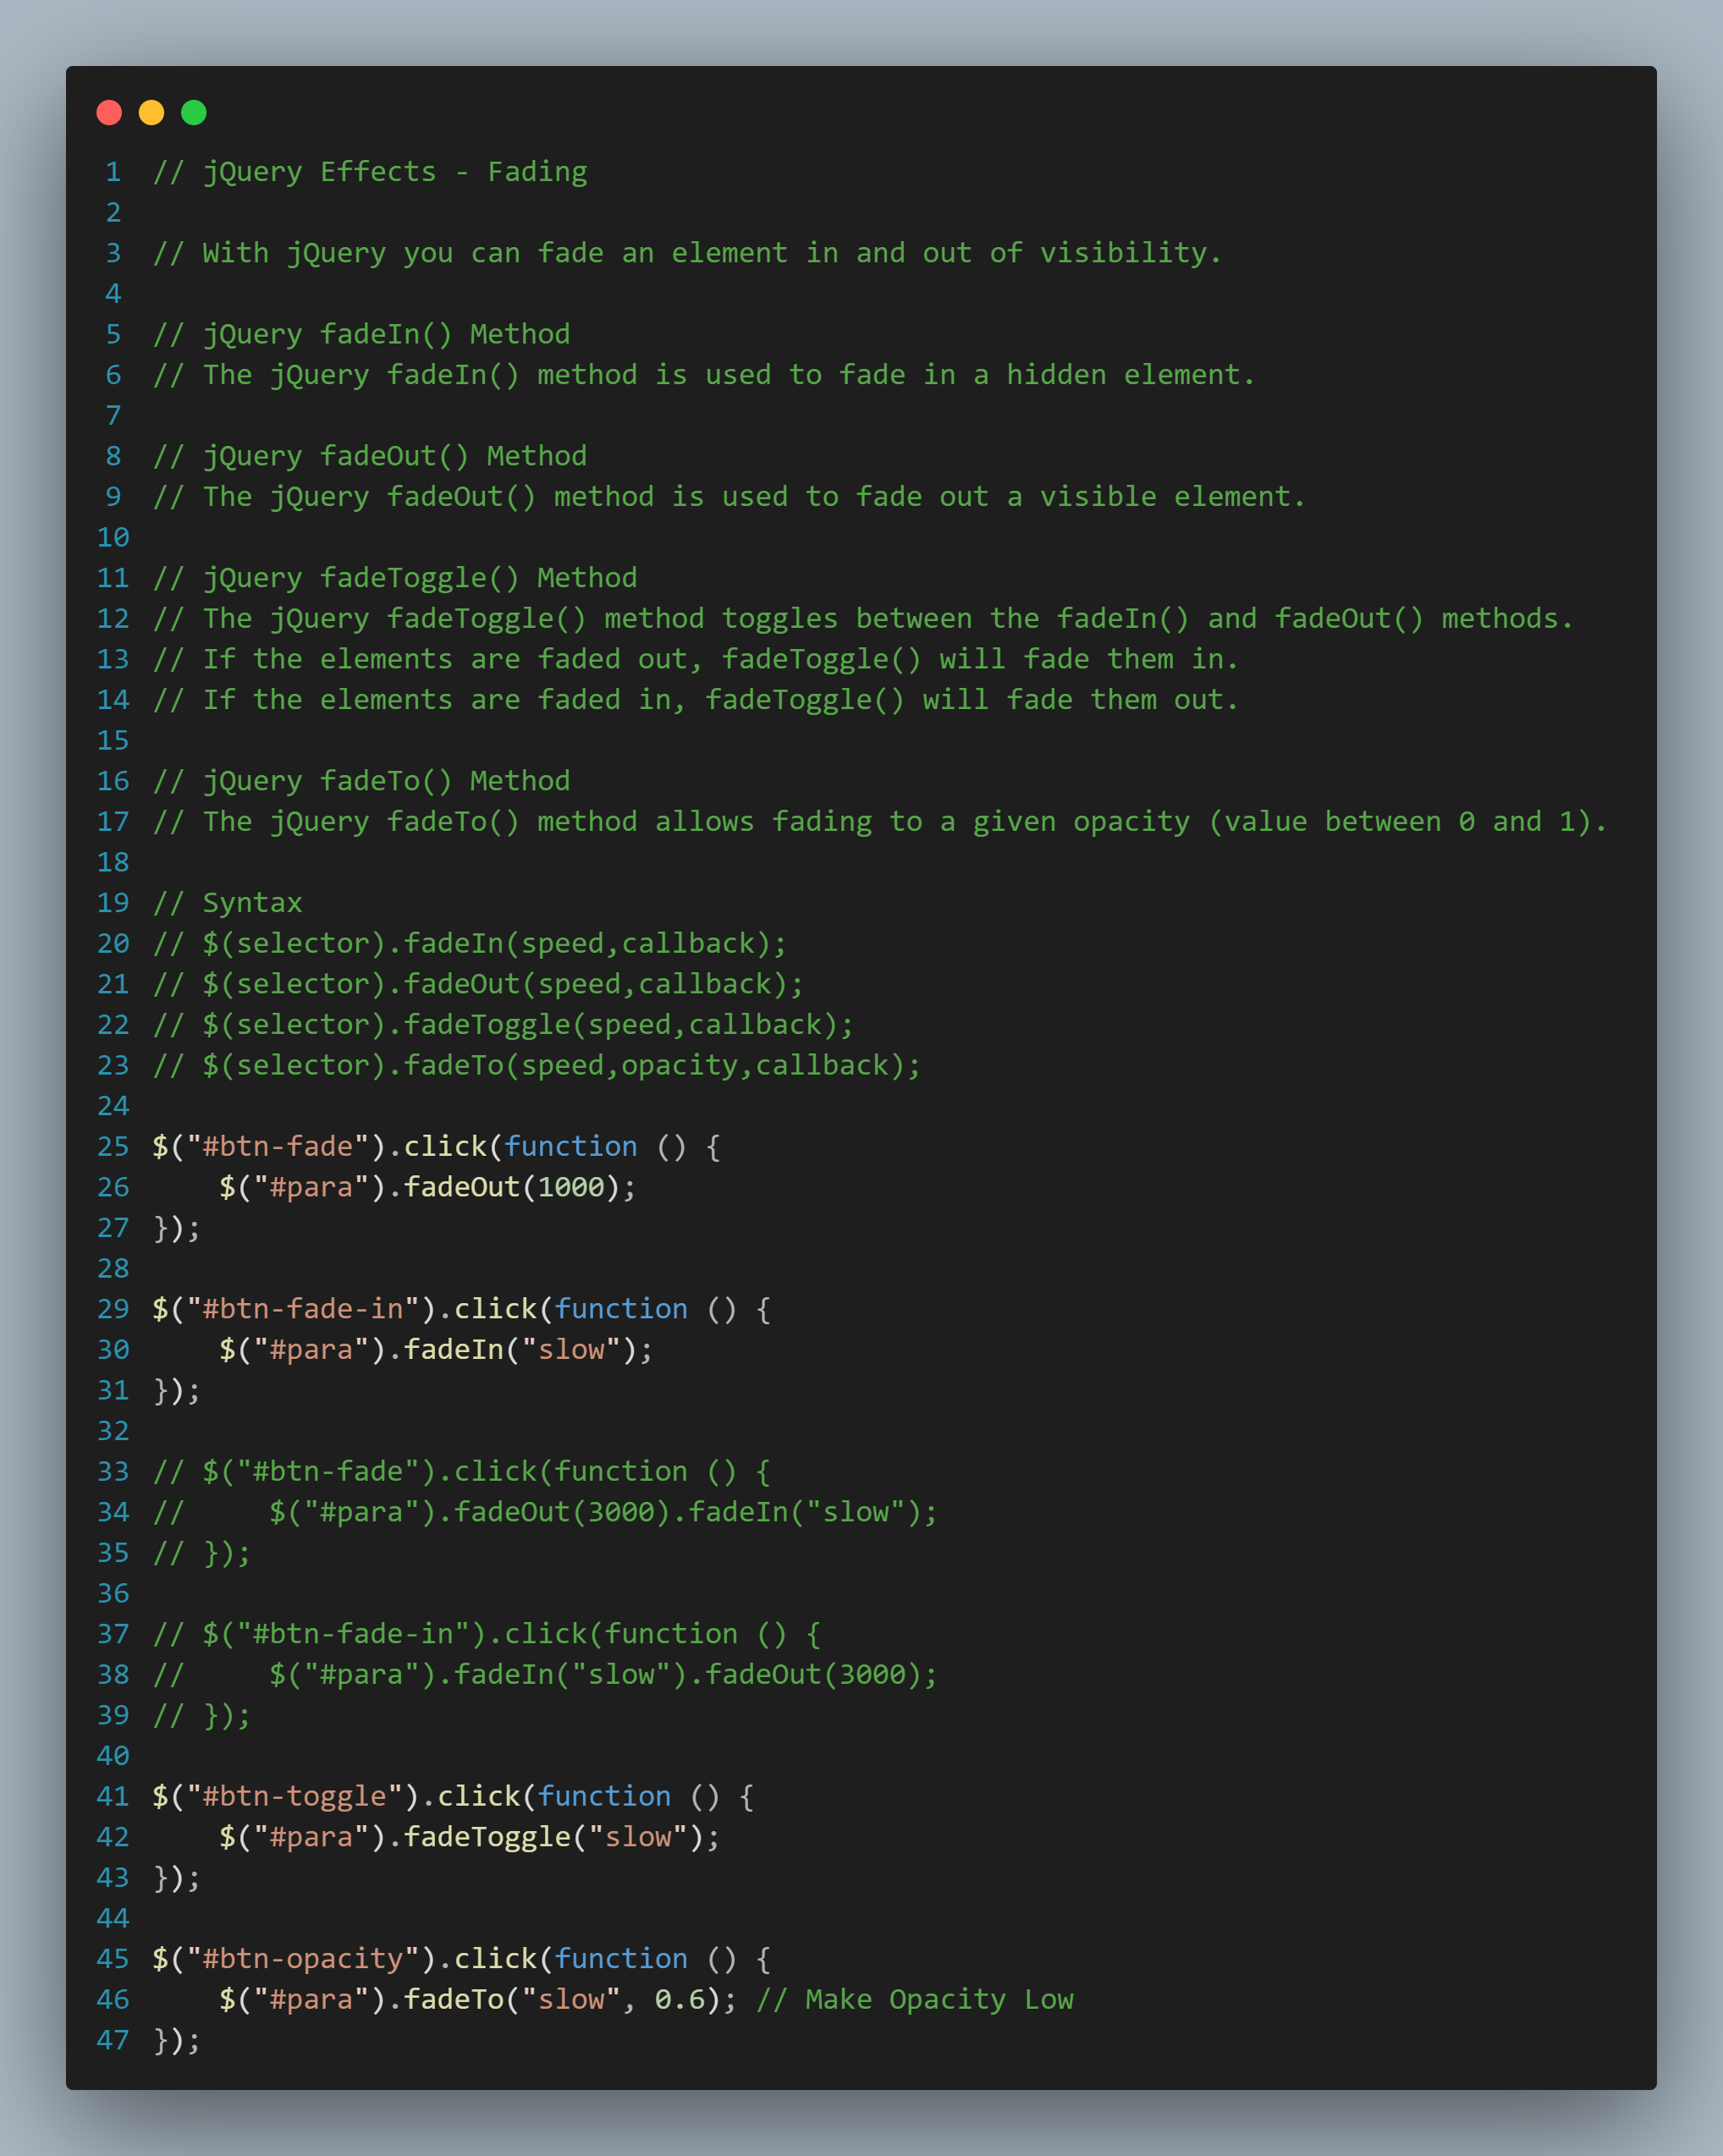 1 // jQuery Effects - Fading
2
3 // With jQuery you can fade an element in and out of visibility.
4
5 // jQuery fadeIn() Method
6 // The jQuery fadeIn() method is used to fade in a hidden element.
7
8 // jQuery fadeOut() Method
9 // The jQuery fadeOut() method is used to fade out a visible element.
10
11 // jQuery fadeToggle() Method
12 // The jQuery fadeToggle() method toggles between the fadeIn() and fadeOut() methods.
13 // If the elements are faded out, fadeToggle() will fade them in.
14 // If the elements are faded in, fadeToggle() will fade them out.
15
16 // jQuery fadeTo() Method
17 // The jQuery fadeTo() method allows fading to a given opacity (value between 0 and 1).
18
19 // Syntax
20 // $(selector).fadeIn(speed,callback);
21 // $(selector).fadeOut(speed,callback);
22 // $(selector).fadeToggle(speed,callback);
23 // $(selector).fadeTo(speed,opacity,callback);
24
25 $("#btn-fade").click(function () {
26     $("#para").fadeOut(1000);
27 });
28
29 $("#btn-fade-in").click(function () {
30     $("#para").fadeIn("slow");
31 });
32
33 // $("#btn-fade").click(function () {
34 //     $("#para").fadeOut(3000).fadeIn("slow");
35 // });
36
37 // $("#btn-fade-in").click(function () {
38 //     $("#para").fadeIn("slow").fadeOut(3000);
39 // });
40
41 $("#btn-toggle").click(function () {
42     $("#para").fadeToggle("slow");
43 });
44
45 $("#btn-opacity").click(function () {
46     $("#para").fadeTo("slow", 0.6); // Make Opacity Low
47 });